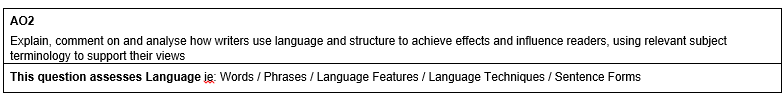 AO2
Explain, comment on and analyse how writers use language and structure to achieve effects and influence readers, using relevant subject
terminology to support their views
This question assesses Language ie: Words / Phrases / Language Features / Language Techniques / Sentence Forms